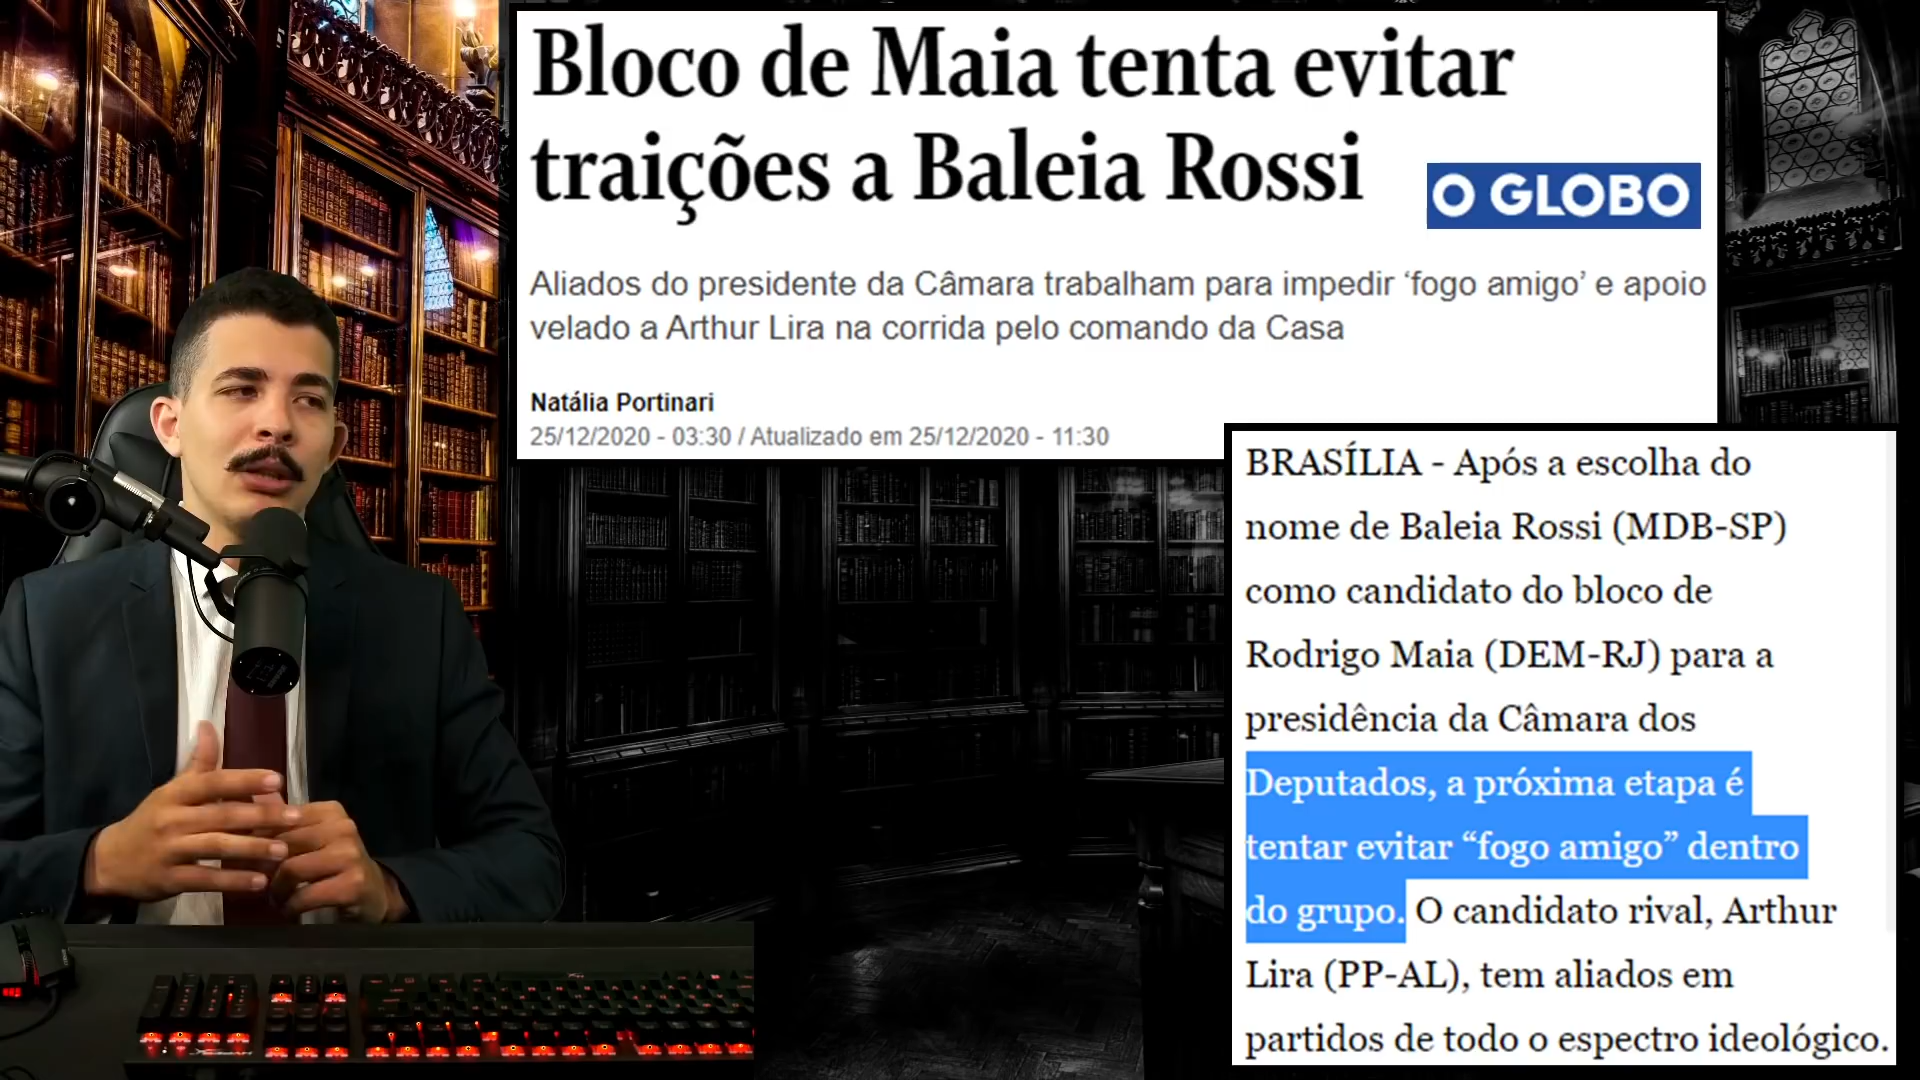 Bloco de Maia tenta evitar
traições a Baleia Rossi
O GLOBO
Aliados do presidente da Câmara trabalham para impedir ‘fogo amigo’ e apoio
velado a Arthur Lira na corrida pelo comando da Casa
Natália Portinari
25/12/2020 - 03:30 / Atualizado em 25/12/2020 - 11:30
BRASÍLIA - Após a escolha do
nome de Baleia Rossi (MDB-SP)
como candidato do bloco de
Rodrigo Maia (DEM-RJ) para a
presidência da Câmara dos
Deputados, a próxima etapa é
tentar evitar “fogo amigo” dentro
do grupo. O candidato rival, Arthur
Lira (PP-AL), tem aliados em
partidos de todo o espectro ideológico.